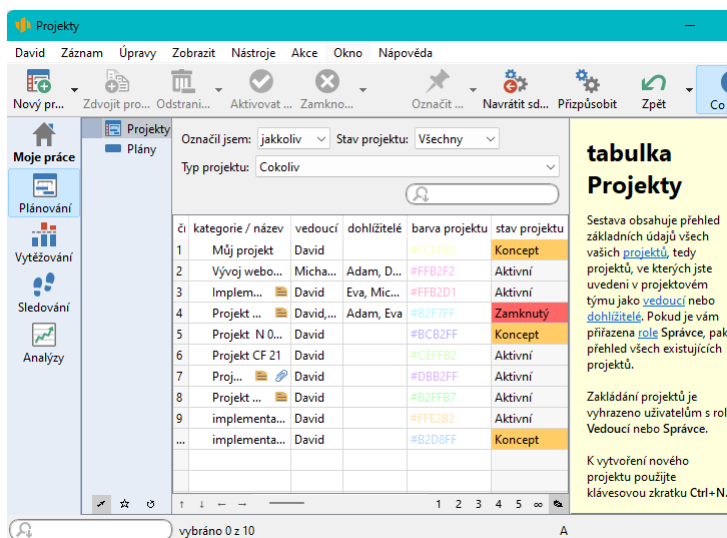 Projekty
David Záznam Úpravy Zobrazit Nástroje Akce Okno Nápověda
Nový pr... Zdvojit pro... Odstrani... Aktivovat ... Zamkno... Označit ... Navrátit sd... Přizpůsobit Zpět Co
Moje práce
Plánování
Vytěžování
Sledování
Analýzy
Projekty
Plány
Označil jsem: jakkoliv Stav projektu: Všechny
Typ projektu: Cokoliv
čí kategorie / název vedoucí dohlížitelé barva projektu stav projektu
1 Můj projekt David #FCFFB2 Koncept
2 Vývoj webo... Micha... Adam, D... #FFB2F2 Aktivní
3 Implem... David Eva, Mic... #FFB2D1 Aktivní
4 Projekt ... David,... Adam, Eva #B2F7FF Zamknutý
5 Projekt N 0... David #BCB2FF Koncept
6 Projekt CF 21 David #CEFFB2 Aktivní
7 Proj... David #DBB2FF Aktivní
8 Projekt ... David #B2FFB7 Aktivní
9 implementa... David #FFE2B2 Aktivní
... implementa... David #B2D8FF Koncept
↑ ↓ ← → 1 2 3 4 5 ∞
vybráno 0 z 10 A
tabulka
Projekty
Sestava obsahuje přehled
základních údajů všech
vašich projektů, tedy
projektů, ve kterých jste
uvedeni v projektovém
týmu jako vedoucí nebo
dohlížitelé. Pokud je vám
přiřazena role Správce, pak
přehled všech existujících
projektů.
Zakládání projektů je
vyhrazeno uživatelům s rol
Vedoucí nebo Správce.
K vytvoření nového
projektu použijte
klávesovou zkratku Ctrl+N.